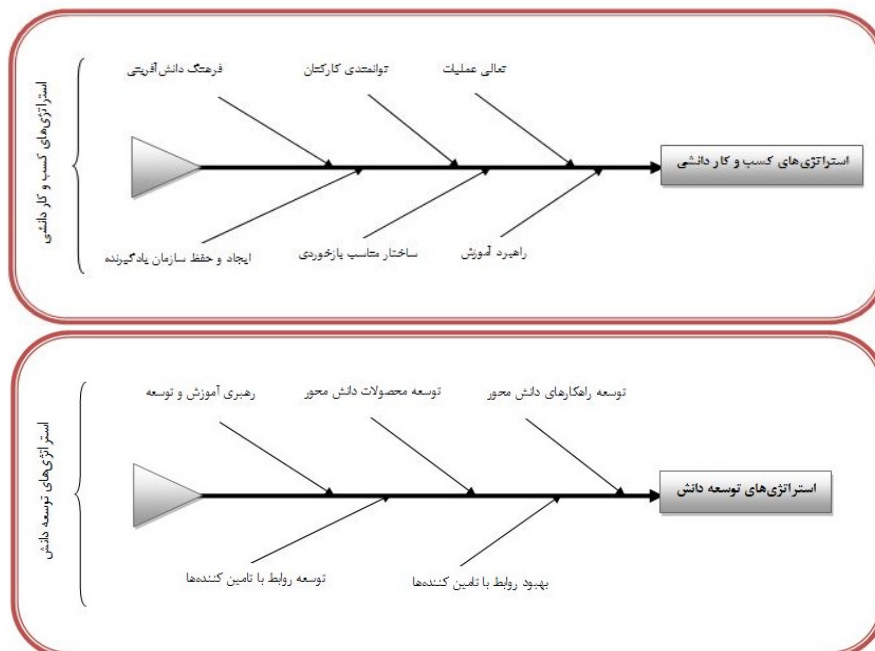 استراتژی‌های کسب و کار دانشی
تعالی عملیات
توانمندی کارکنان
فرهنگ دانش‌آفرینی
استراتژی‌های کسب و کار دانشی
راهبرد آموزش
ساختار متناسب بازخوردی
ایجاد و حفظ سازمان یادگیرنده
استراتژی‌های توسعه دانش
توسعه راهکارهای دانش محور
توسعه محصولات دانش محور
رهبری آموزش و توسعه
استراتژی‌های توسعه دانش
بهبود روابط با تامین کننده‌ها
توسعه روابط با تامین کننده‌ها